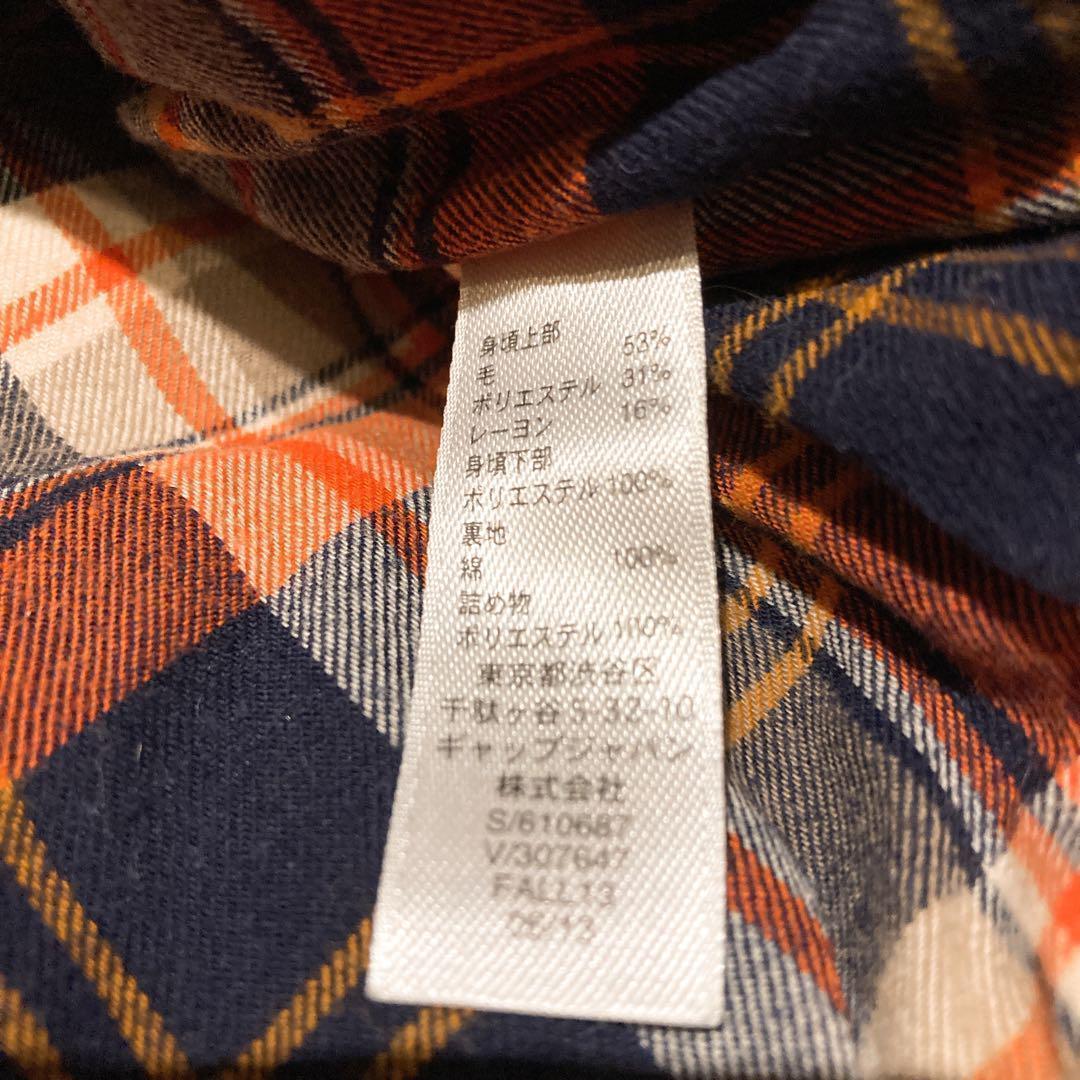 身頃上部
毛 53%
ポリエステル 31%
レーヨン 16%
身頃下部
ポリエステル 100%
裏地
綿 100%
詰め物
ポリエステル 100%
東京都渋谷区
千駄ヶ谷 5-32-10
ギャップジャパン
株式会社
S/610687
V/307647
FALL13